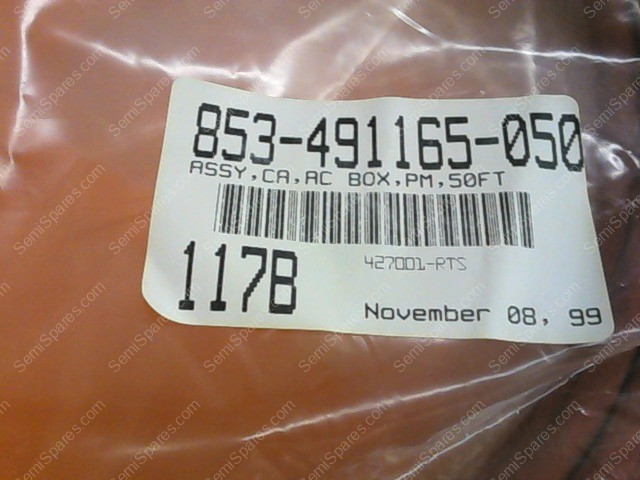 853-491165-050
ASSY,CA,AC BOX,PM,50FT
427001-RTS
117B
November 08, 99
SemiSpares.com